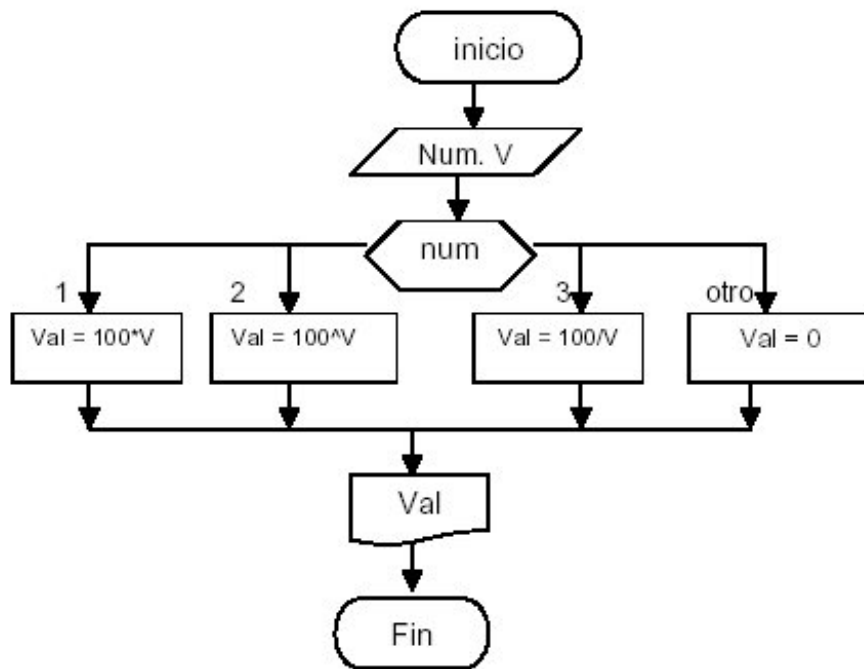 inicio
Num. V
num
1
2
3
otro
Val = 100*V
Val = 100^V
Val = 100/V
Val = 0
Val
Fin